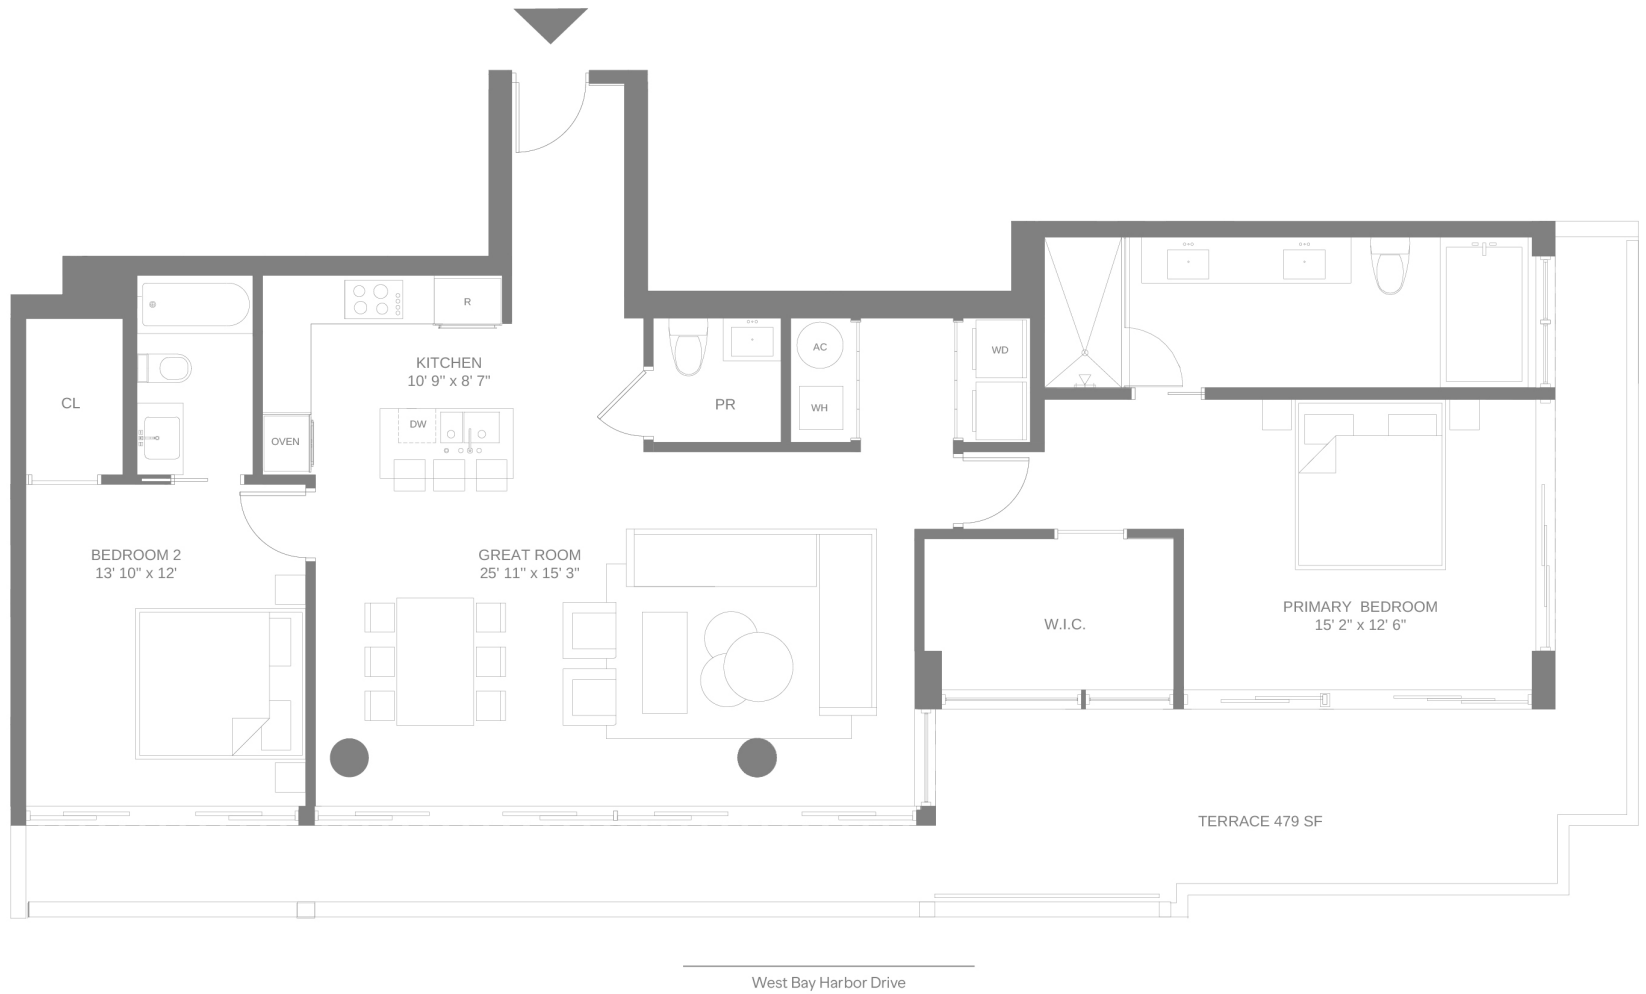 R
KITCHEN
10' 9" x 8' 7"
AC
WD
CL
PR
WH
DW
OVEN
BEDROOM 2
13' 10" x 12'
GREAT ROOM
25' 11" x 15' 3"
PRIMARY BEDROOM
15' 2" x 12' 6"
W.I.C.
TERRACE 479 SF
West Bay Harbor Drive